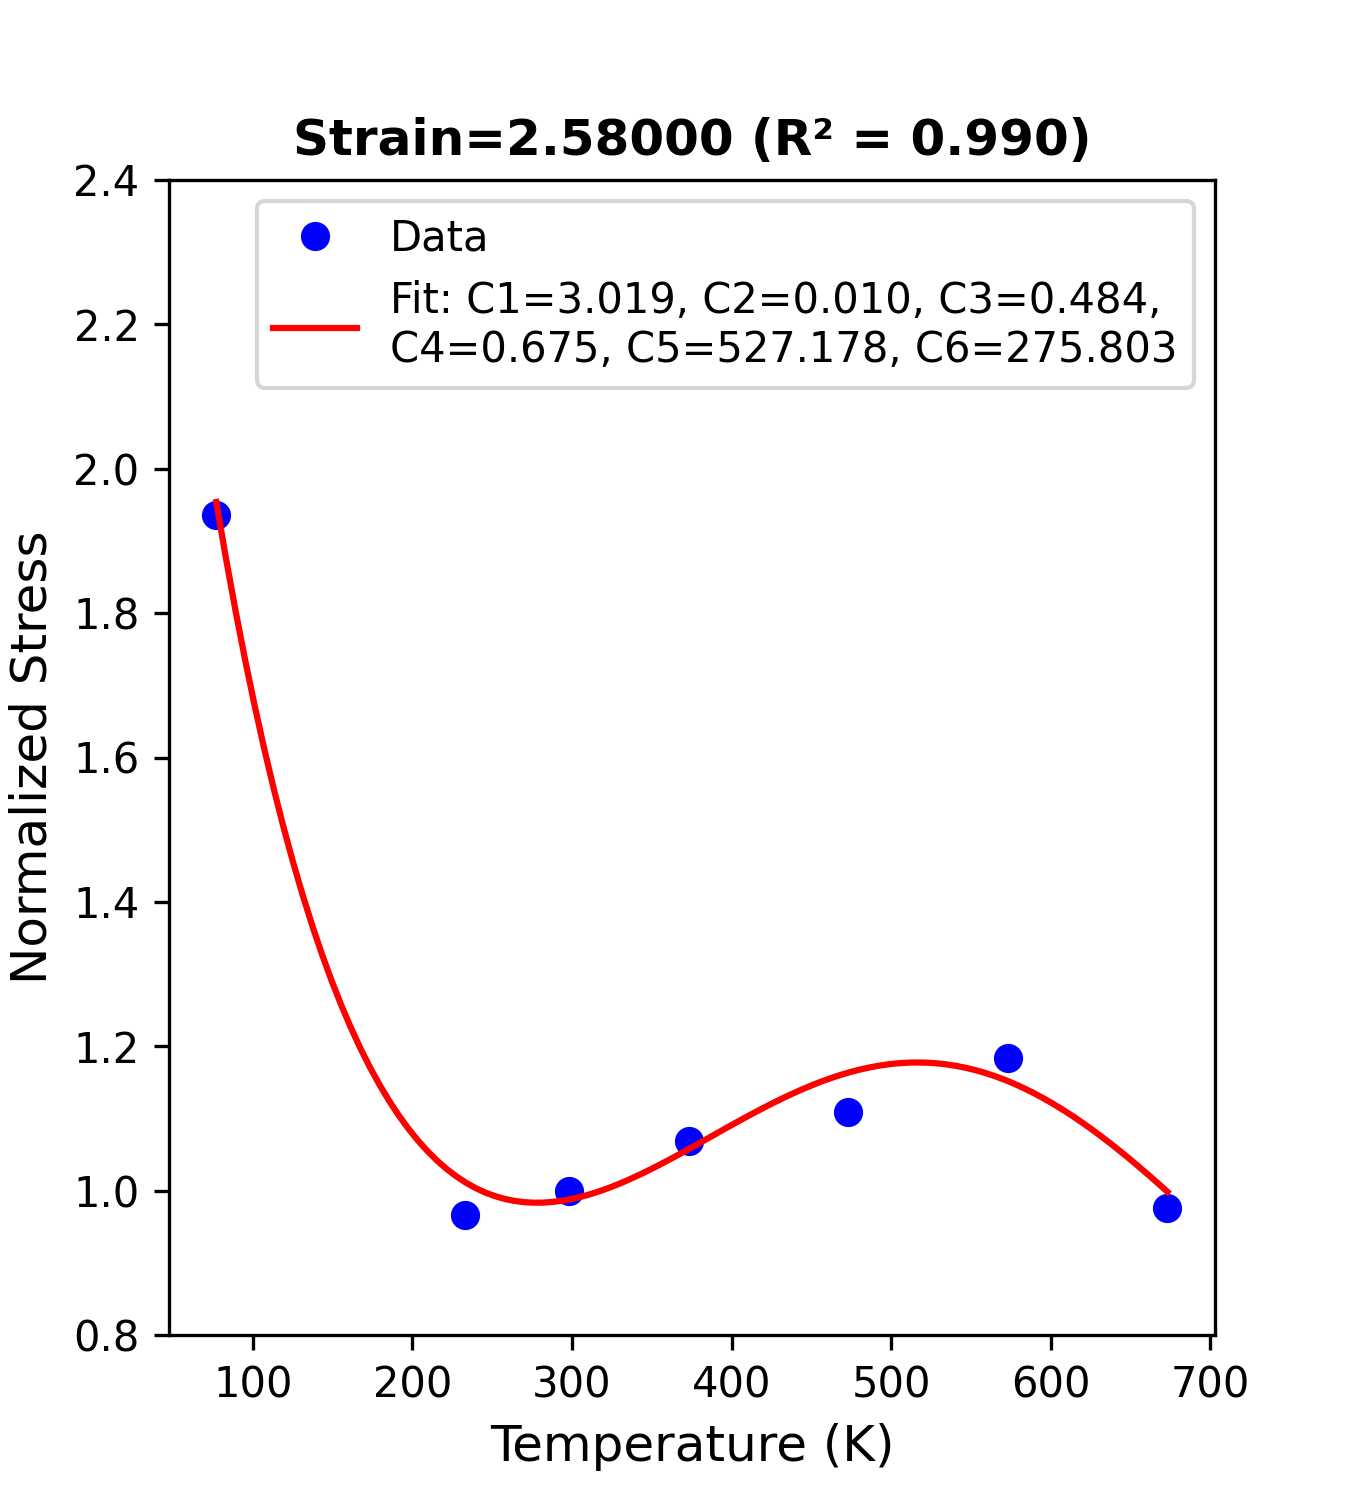 Strain=2.58000 (R² = 0.990)
Data
Fit: C1=3.019, C2=0.010, C3=0.484,
C4=0.675, C5=527.178, C6=275.803
Normalized Stress
2.4
2.2
2.0
1.8
1.6
1.4
1.2
1.0
0.8
100 200 300 400 500 600 700
Temperature (K)